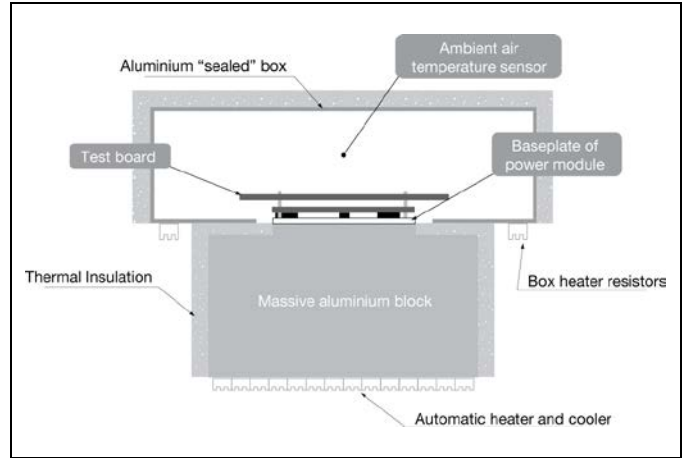 Ambient air
temperature sensor
Aluminium “sealed” box
Test board
Baseplate of
power module
Thermal Insulation
Massive aluminium block
Box heater resistors
Automatic heater and cooler